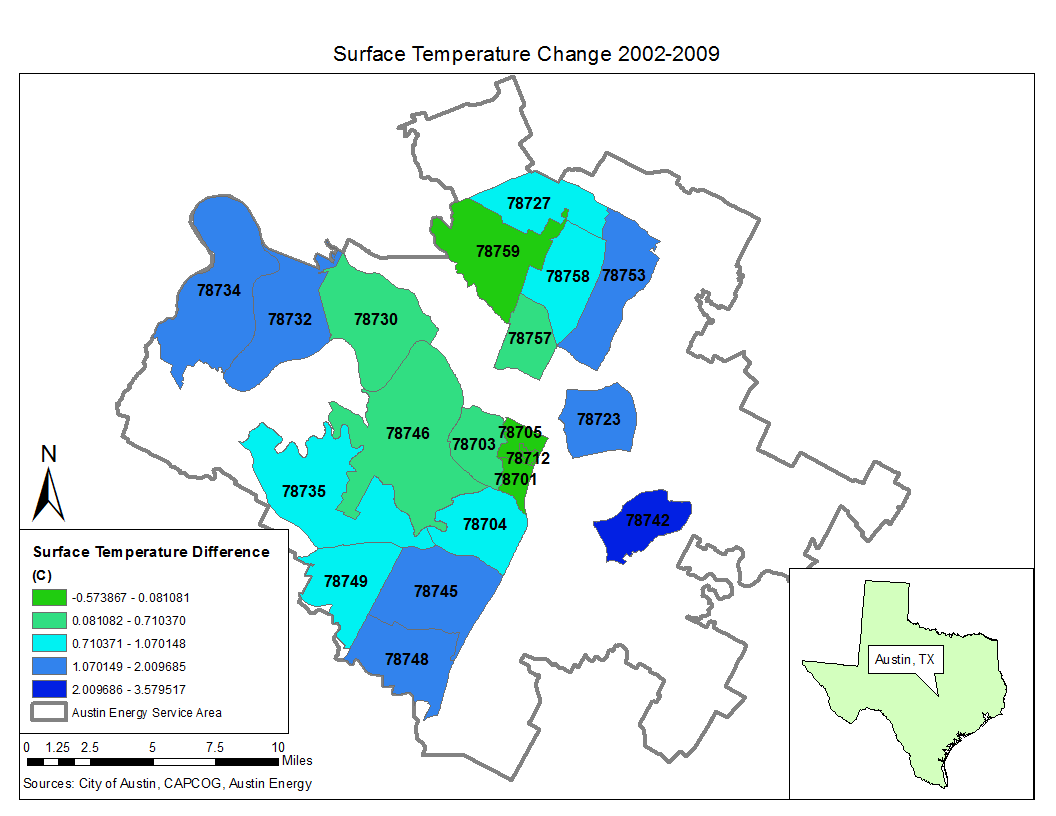 Surface Temperature Change 2002-2009
78727
78759
78758
78753
78734
78732
78730
78757
78723
78705
78746
78703
78712
78701
78735
78742
78704
78749
78745
78748
N
Surface Temperature Difference
(C)
-0.573867 - 0.081081
0.081082 - 0.710370
0.710371 - 1.070148
1.070149 - 2.009685
2.009686 - 3.579517
Austin Energy Service Area
0 1.25 2.5 5 7.5 10
Miles
Sources: City of Austin, CAPCOG, Austin Energy
Austin, TX